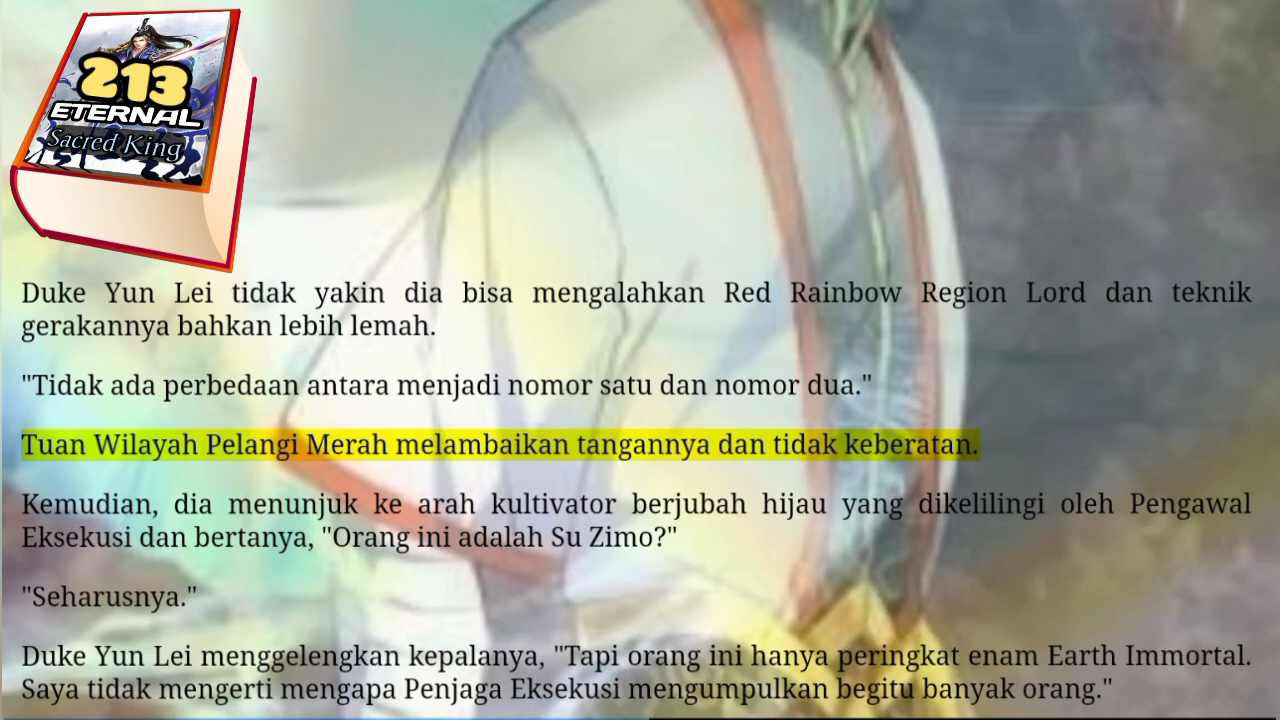 213
ETERNAL
Sacred King
Duke Yun Lei tidak yakin dia bisa mengalahkan Red Rainbow Region Lord dan teknik
gerakannya bahkan lebih lemah.
"Tidak ada perbedaan antara menjadi nomor satu dan nomor dua."
Tuan Wilayah Pelangi Merah melambaikan tangannya dan tidak keberatan.
Kemudian, dia menunjuk ke arah kultivator berjubah hijau yang dikelilingi oleh Pengawal
Eksekusi dan bertanya, "Orang ini adalah Su Zimo?"
"Seharusnya."
Duke Yun Lei menggelengkan kepalanya, "Tapi orang ini hanya peringkat enam Earth Immortal.
Saya tidak mengerti mengapa Penjaga Eksekusi mengumpulkan begitu banyak orang."